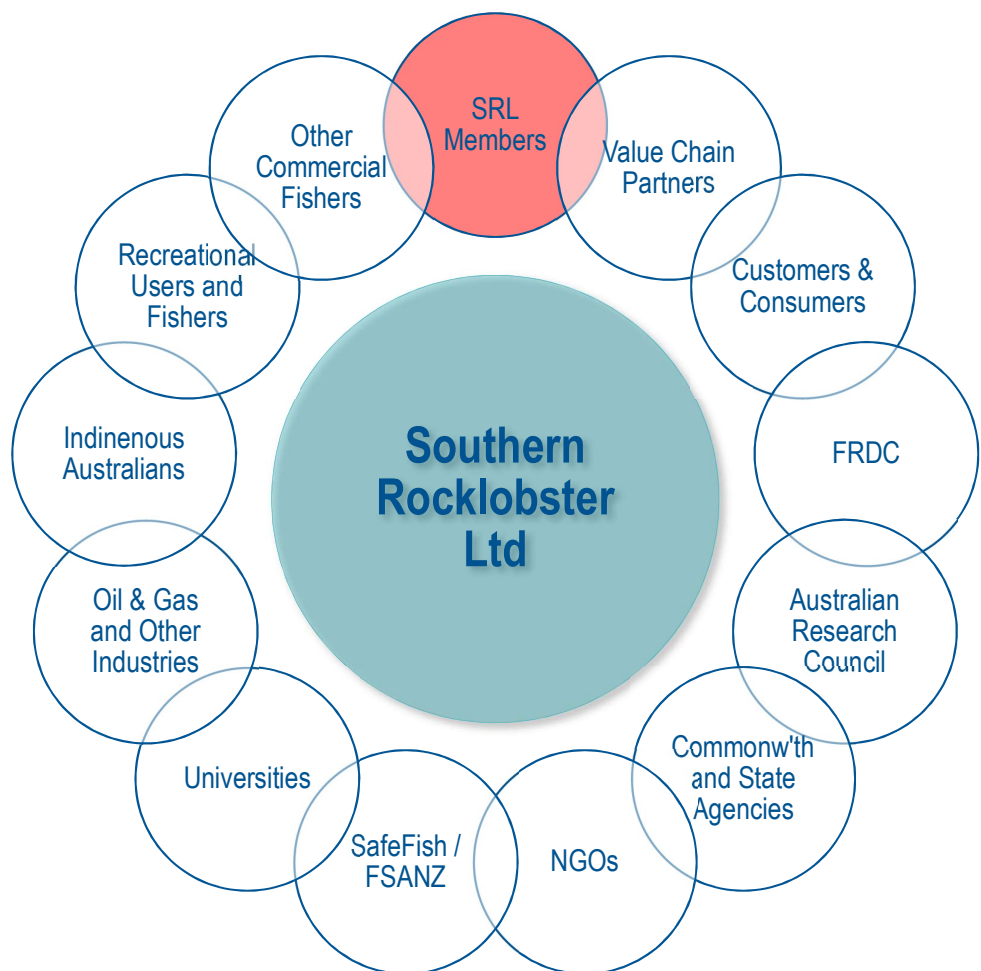 SRL
Members
Value Chain
Partners
Customers &
Consumers
FRDC
Australian
Research
Council
Commonw'th
and State
Agencies
NGOs
SafeFish /
FSANZ
Universities
Oil & Gas
and Other
Industries
Indinenous
Australians
Recreational
Users and
Fishers
Other
Commercial
Fishers
Southern
Rocklobster
Ltd